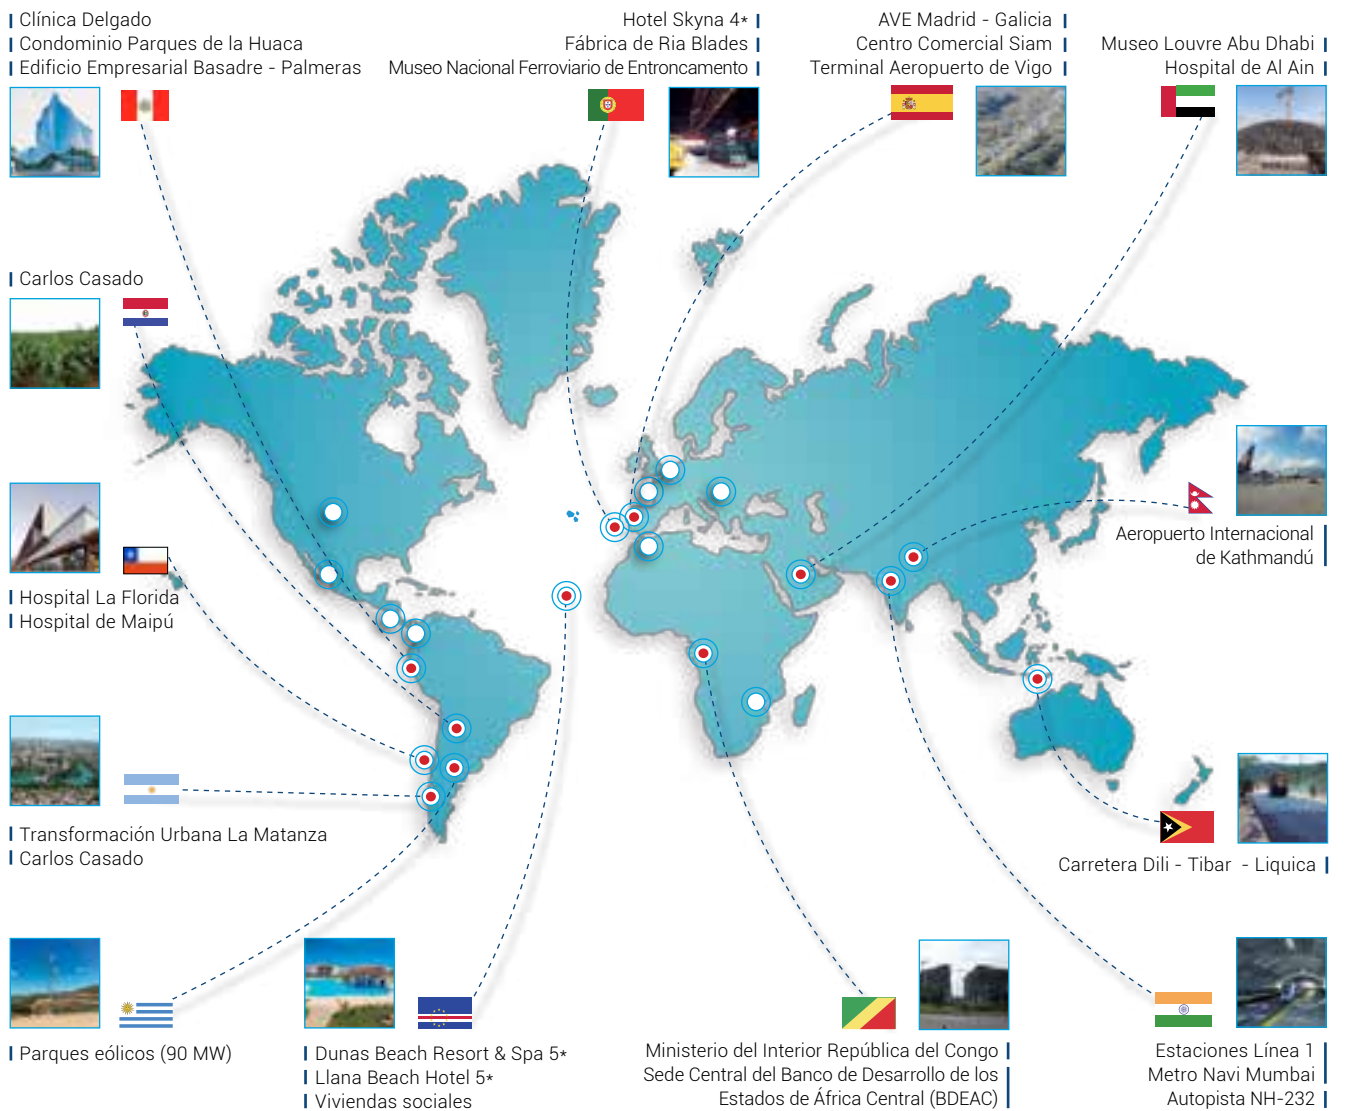 Clínica Delgado
Condominio Parques de la Huaca
Edificio Empresarial Basadre - Palmeras
Hotel Skyna 4*
Fábrica de Ria Blades
Museo Nacional Ferroviario de Entroncamento
AVE Madrid - Galicia
Centro Comercial Siam
Terminal Aeropuerto de Vigo
Museo Louvre Abu Dhabi
Hospital de Al Ain
Carlos Casado
Hospital La Florida
Hospital de Maipú
Aeropuerto Internacional
de Kathmandú
Transformación Urbana La Matanza
Carlos Casado
Carretera Dili - Tibar - Liquica
Parques eólicos (90 MW)
Dunas Beach Resort & Spa 5*
Llana Beach Hotel 5*
Viviendas sociales
Ministerio del Interior República del Congo
Sede Central del Banco de Desarrollo de los
Estados de África Central (BDEAC)
Estaciones Línea 1
Metro Navi Mumbai
Autopista NH-232